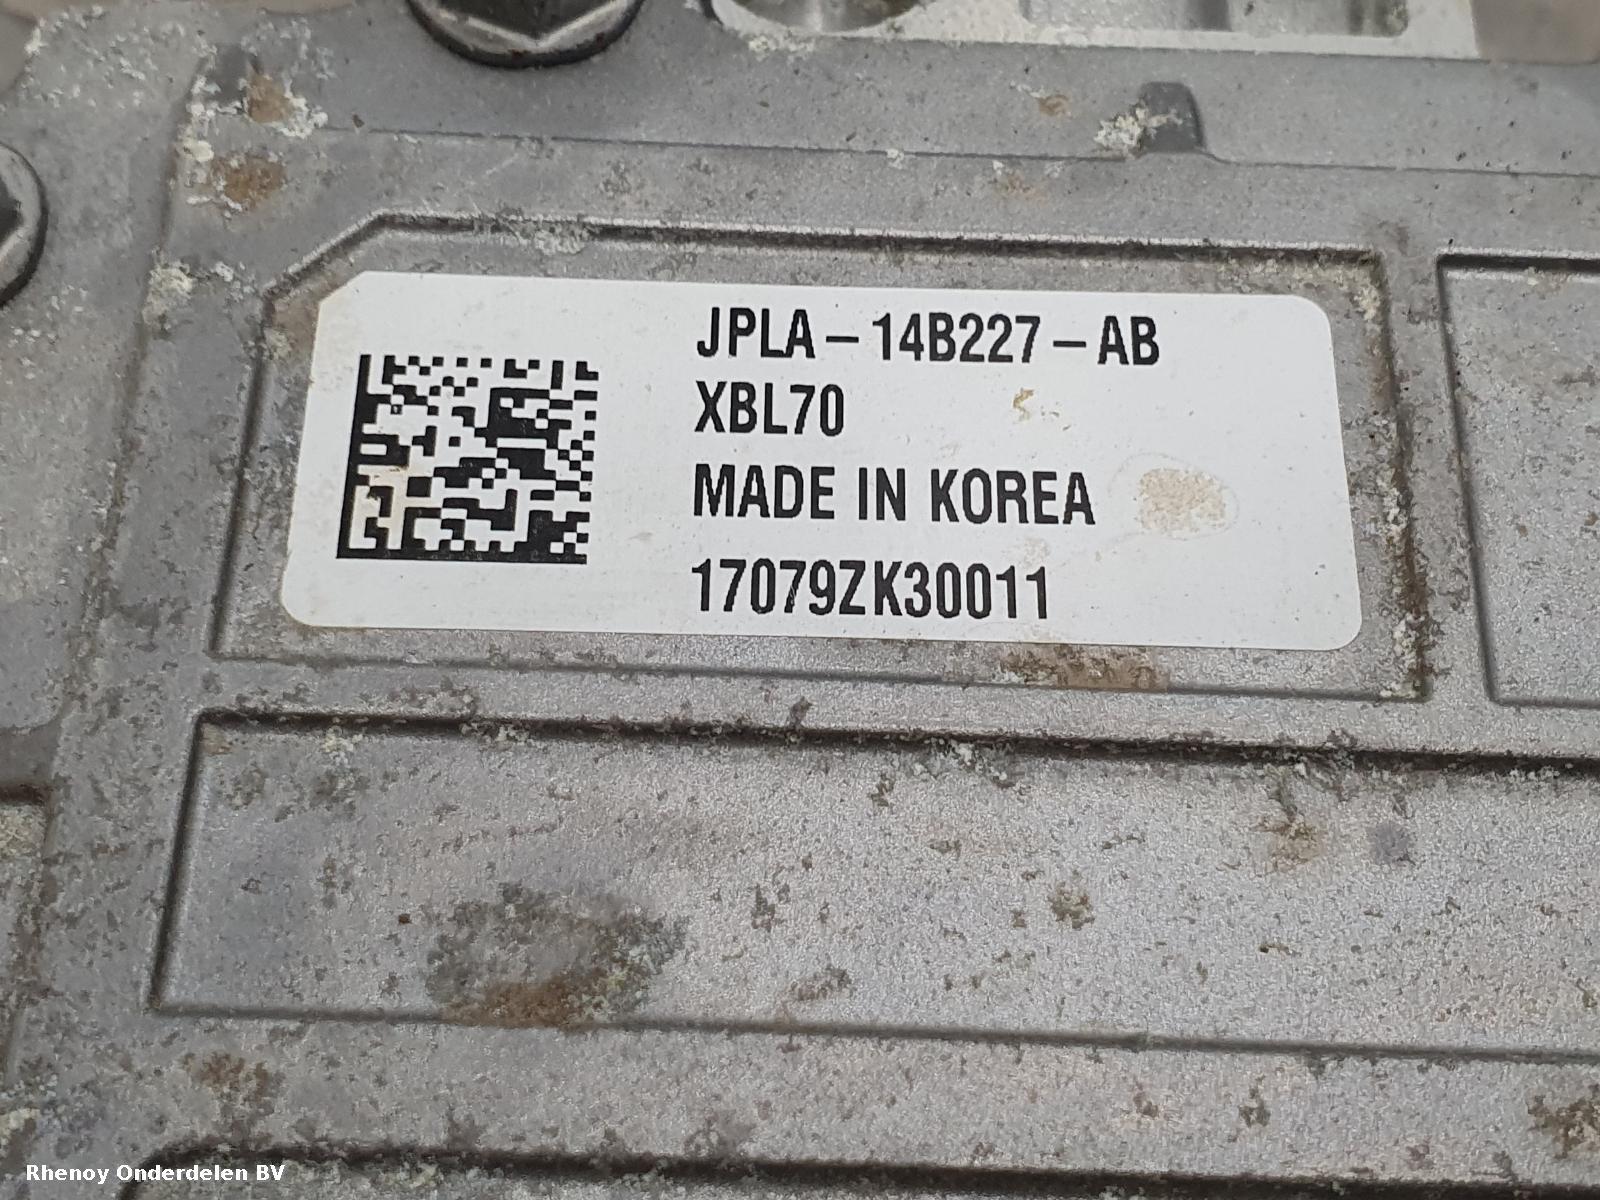 JPLA-14B227-AB
XBL70
MADE IN KOREA
17079ZK30011
Rhenoy Onderdelen BV